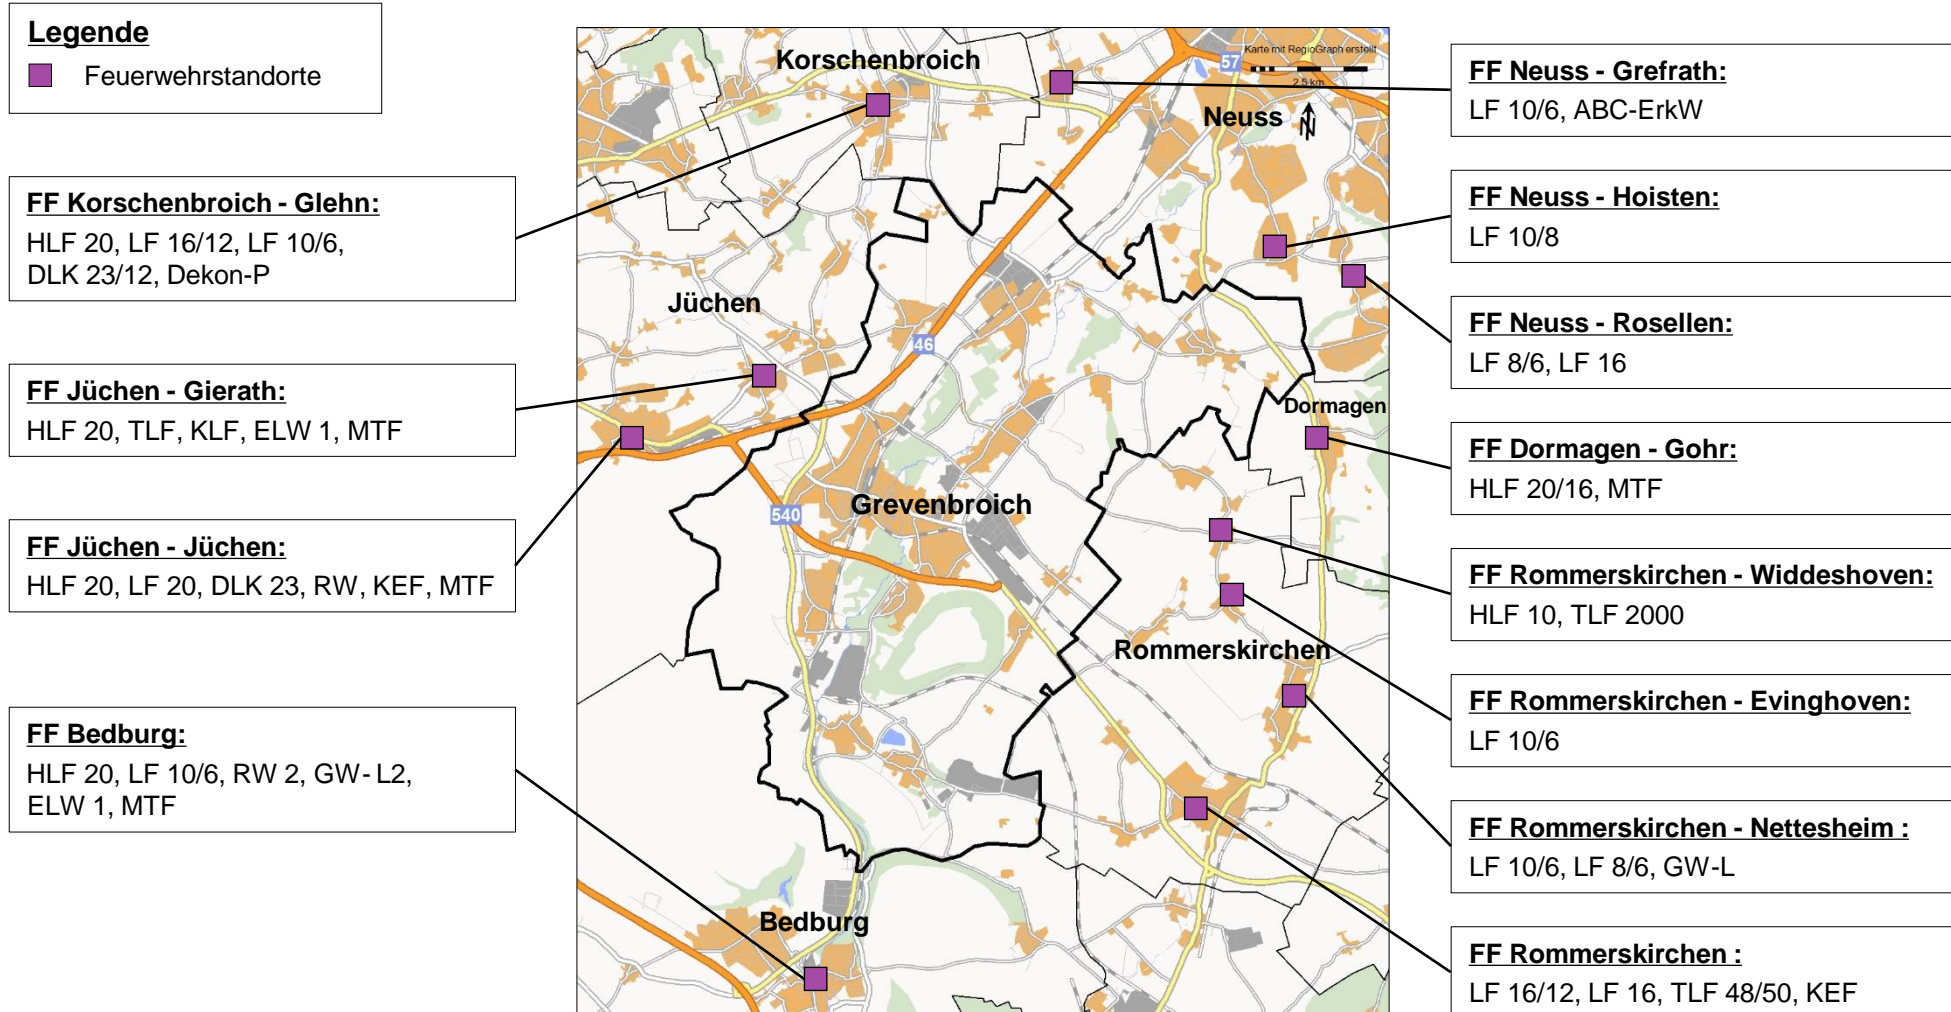 Legende
Feuerwehrstandorte
FF Korschenbroich - Glehn:
HLF 20, LF 16/12, LF 10/6,
DLK 23/12, Dekon-P
FF Jüchen - Gierath:
HLF 20, TLF, KLF, ELW 1, MTF
FF Jüchen - Jüchen:
HLF 20, LF 20, DLK 23, RW, KEF, MTF
FF Bedburg:
HLF 20, LF 10/6, RW 2, GW-L2,
ELW 1, MTF
Korschenbroich
57
Karte mit RegioGraph erstellt
2.5 km
Neuss
N
Jüchen
46
Dormagen
Grevenbroich
540
Rommerskirchen
Bedburg
FF Neuss - Grefrath:
LF 10/6, ABC-ErkW
FF Neuss - Hoisten:
LF 10/8
FF Neuss - Rosellen:
LF 8/6, LF 16
FF Dormagen - Gohr:
HLF 20/16, MTF
FF Rommerskirchen - Widdeshoven:
HLF 10, TLF 2000
FF Rommerskirchen - Evinghoven:
LF 10/6
FF Rommerskirchen - Nettesheim :
LF 10/6, LF 8/6, GW-L
FF Rommerskirchen :
LF 16/12, LF 16, TLF 48/50, KEF